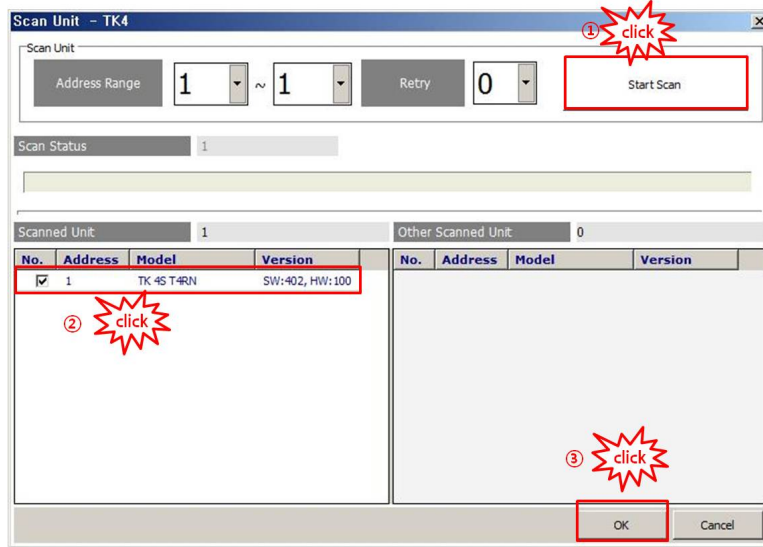 Scan Unit - TK4
① click
Scan Unit
Address Range 1 ~ 1 Retry 0 Start Scan
Scan Status 1
Scanned Unit 1 Other Scanned Unit 0
No. Address Model Version No. Address Model Version
1 TK 4S T4RN SW:402, HW:100
② click
③ click
OK Cancel